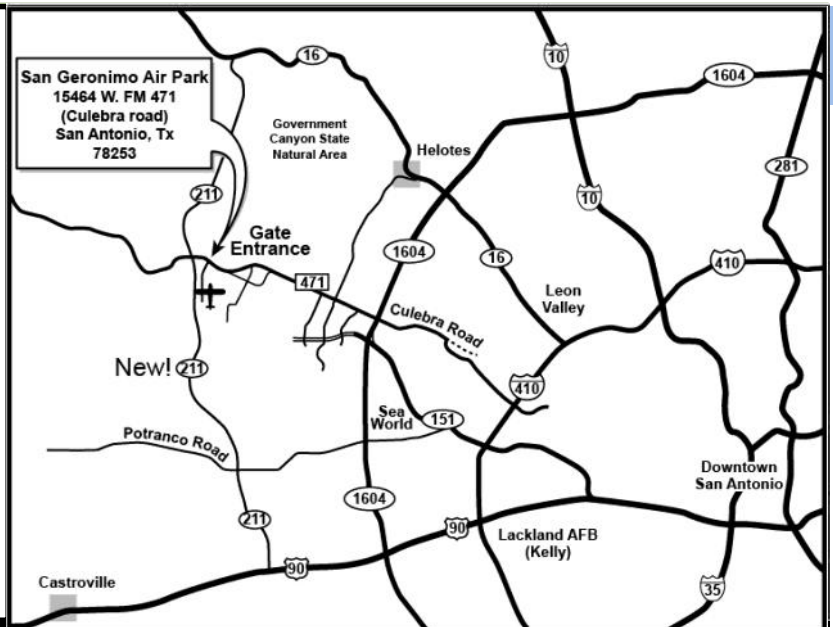 San Geronimo Air Park
15464 W. FM 471
(Culebra road)
San Antonio, Tx
78253
16
10
1604
Government
Canyon State
Natural Area
Helotes
281
211
10
Gate
Entrance
1604
16
410
471
Leon
Valley
Culebra Road
New!
211
410
Sea
World
151
Potranco Road
Downtown
San Antonio
1604
211
90
Lackland AFB
(Kelly)
90
Castroville
35